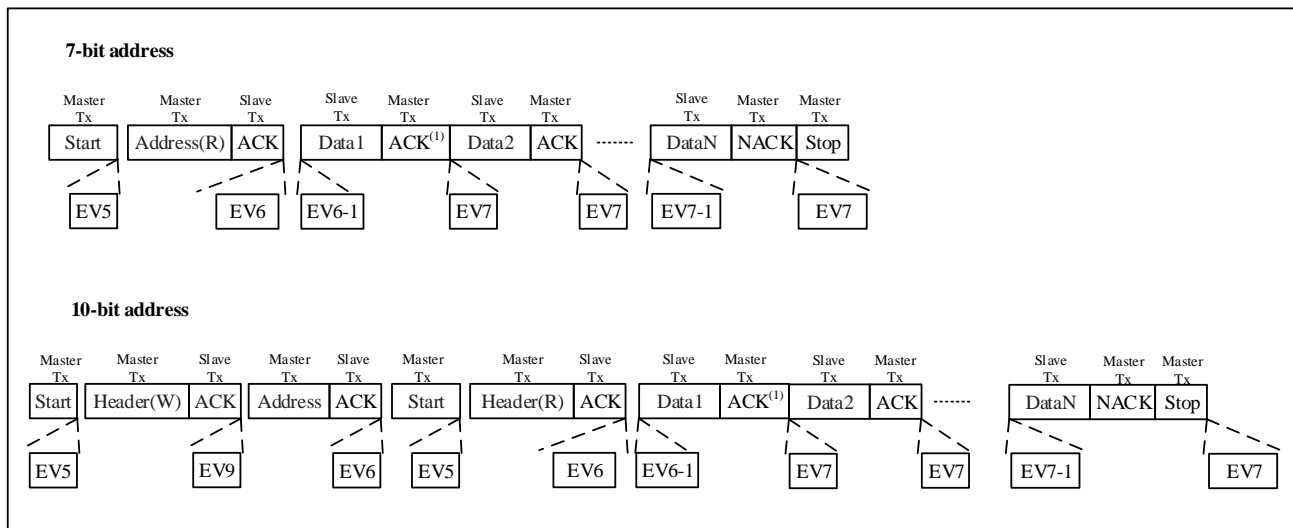 7-bit address
Master Tx Master Tx Slave Tx Slave Tx Master Tx Slave Tx Master Tx Slave Tx Master Tx Master Tx
Start Address(R) ACK Data1 ACK(1) Data2 ACK ........ DataN NACK Stop
EV5 EV6 EV6-1 EV7 EV7 EV7-1 EV7
10-bit address
Master Tx Master Tx Slave Tx Master Tx Slave Tx Master Tx Master Tx Slave Tx Slave Tx Master Tx Slave Tx Master Tx Slave Tx Master Tx Master Tx
Start Header(W) ACK Address ACK Start Header(R) ACK Data1 ACK(1) Data2 ACK ........ DataN NACK Stop
EV5 EV9 EV6 EV5 EV6 EV6-1 EV7 EV7 EV7-1 EV7